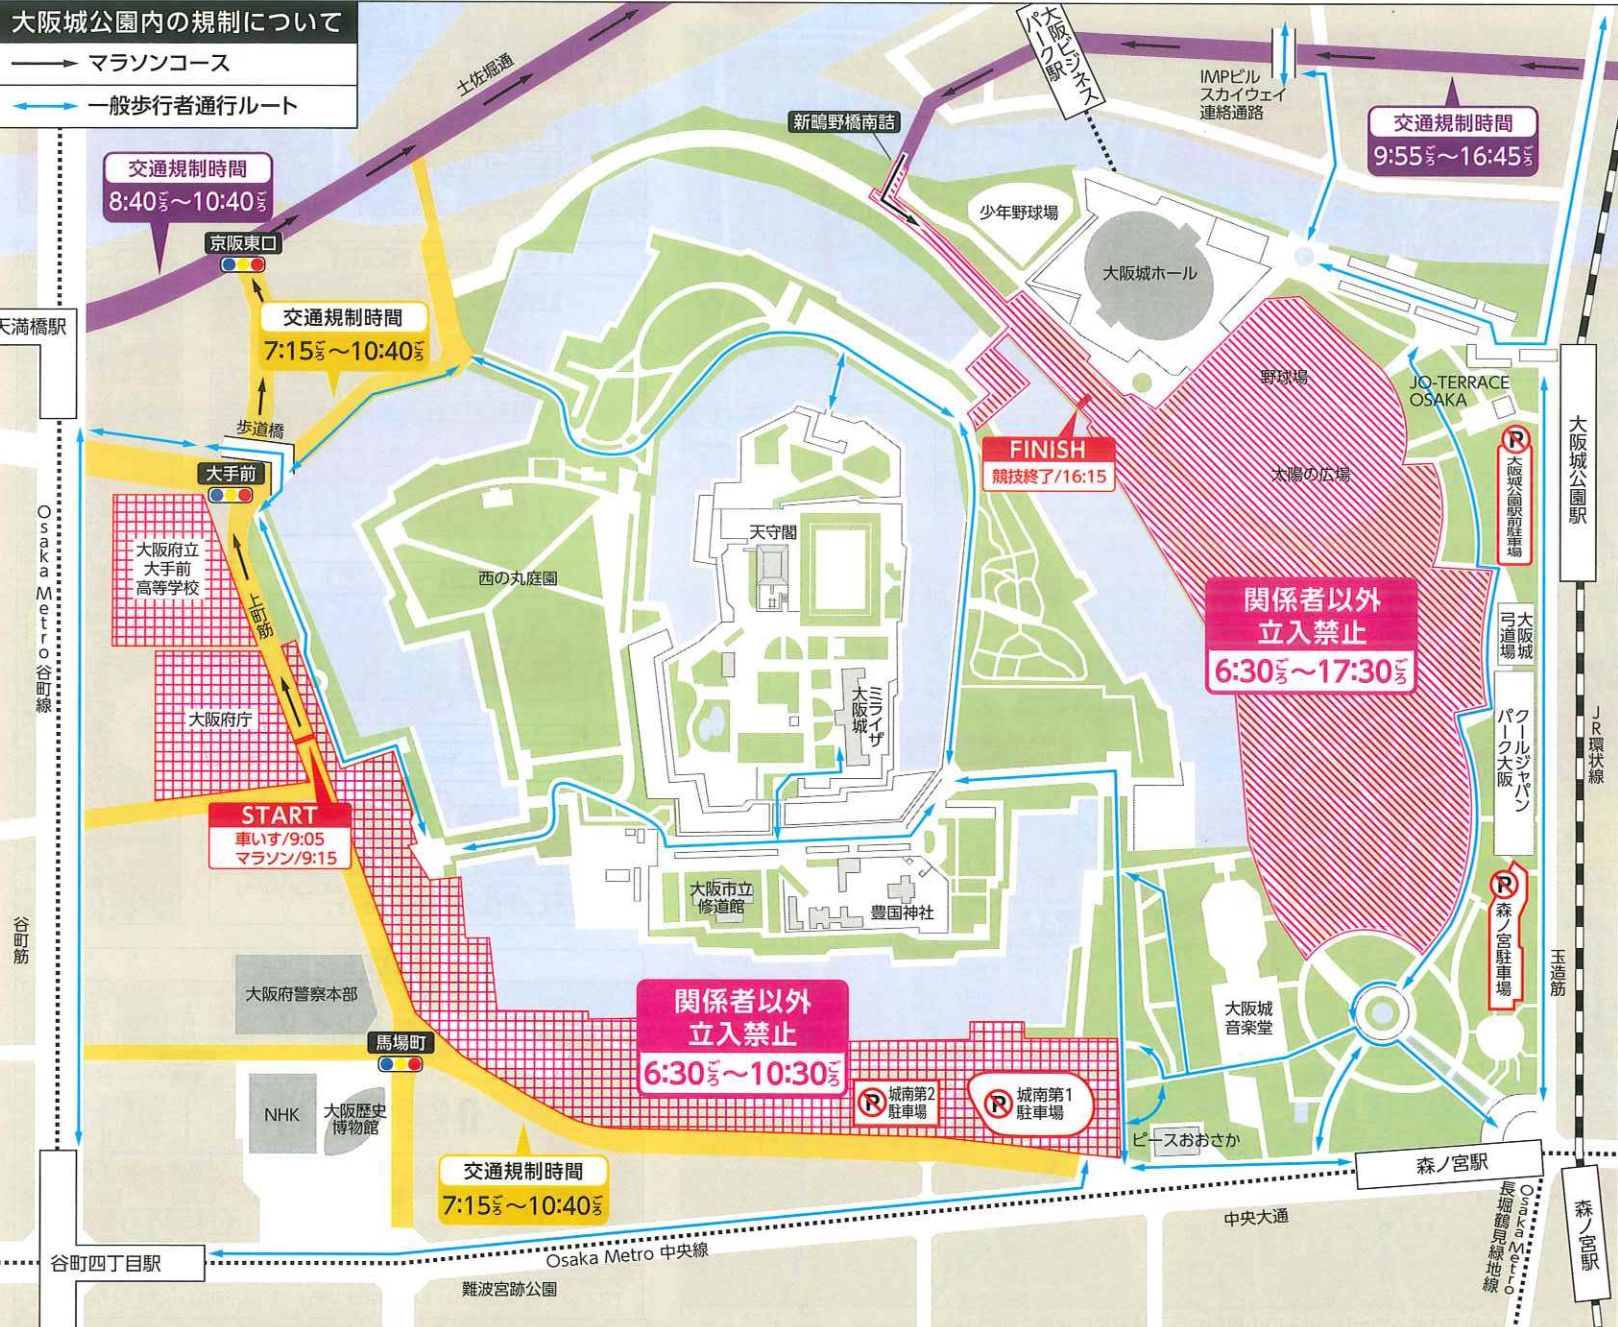 大阪城公園内の規制について
マラソンコース
一般歩行者通行ルート
土佐堀通
大阪ビジネス
パーク駅
IMPビル
スカイウェイ
連絡通路
新鴫野橋南詰
交通規制時間
9:55ごろ〜16:45ごろ
交通規制時間
8:40ごろ〜10:40ごろ
京阪東口
少年野球場
大阪城ホール
天満橋駅
交通規制時間
7:15ごろ〜10:40ごろ
野球場
JO-TERRACE
OSAKA
歩道橋
FINISH
競技終了/16:15
太陽の広場
大阪城公園駅
P
大阪城公園駅前駐車場
大手前
Osaka Metro 谷町線
大阪府立
大手前
高等学校
天守閣
西の丸庭園
上町筋
関係者以外
立入禁止
6:30ごろ〜17:30ごろ
大阪城
弓道場
大阪府庁
ミライザ
大阪城
クールジャパン
パーク大阪
JR環状線
START
車いす/9:05
マラソン/9:15
大阪市立
修道館
豊国神社
P
森ノ宮駐車場
谷町筋
玉造筋
大阪府警察本部
関係者以外
立入禁止
6:30ごろ〜10:30ごろ
大阪城
音楽堂
馬場町
NHK
大阪歴史
博物館
P
城南第2
駐車場
P
城南第1
駐車場
ピースおおさか
交通規制時間
7:15ごろ〜10:40ごろ
森ノ宮駅
谷町四丁目駅
Osaka Metro 中央線
中央大通
Osaka Metro
長堀鶴見緑地線
森ノ宮駅
難波宮跡公園